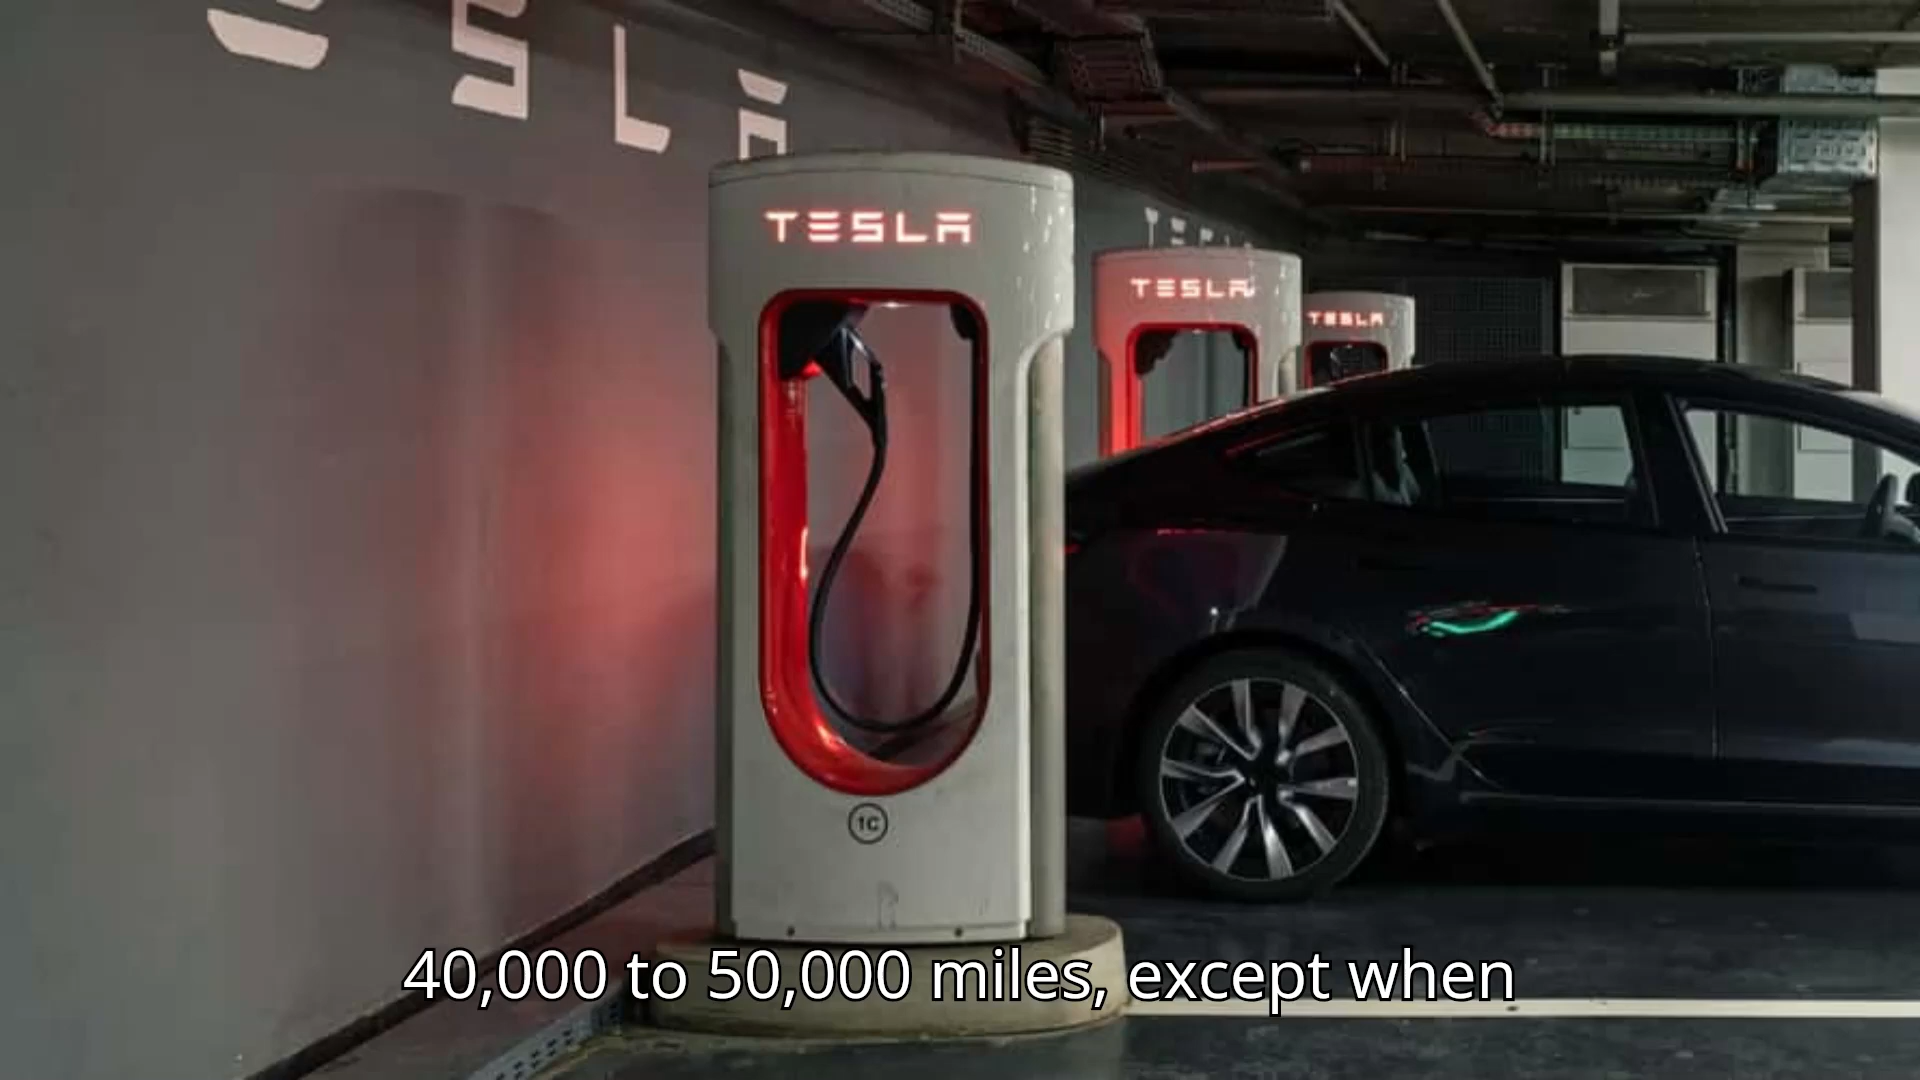 TESLA
TESLA
TESLA
TESLA
1C
40,000 to 50,000 miles, except when